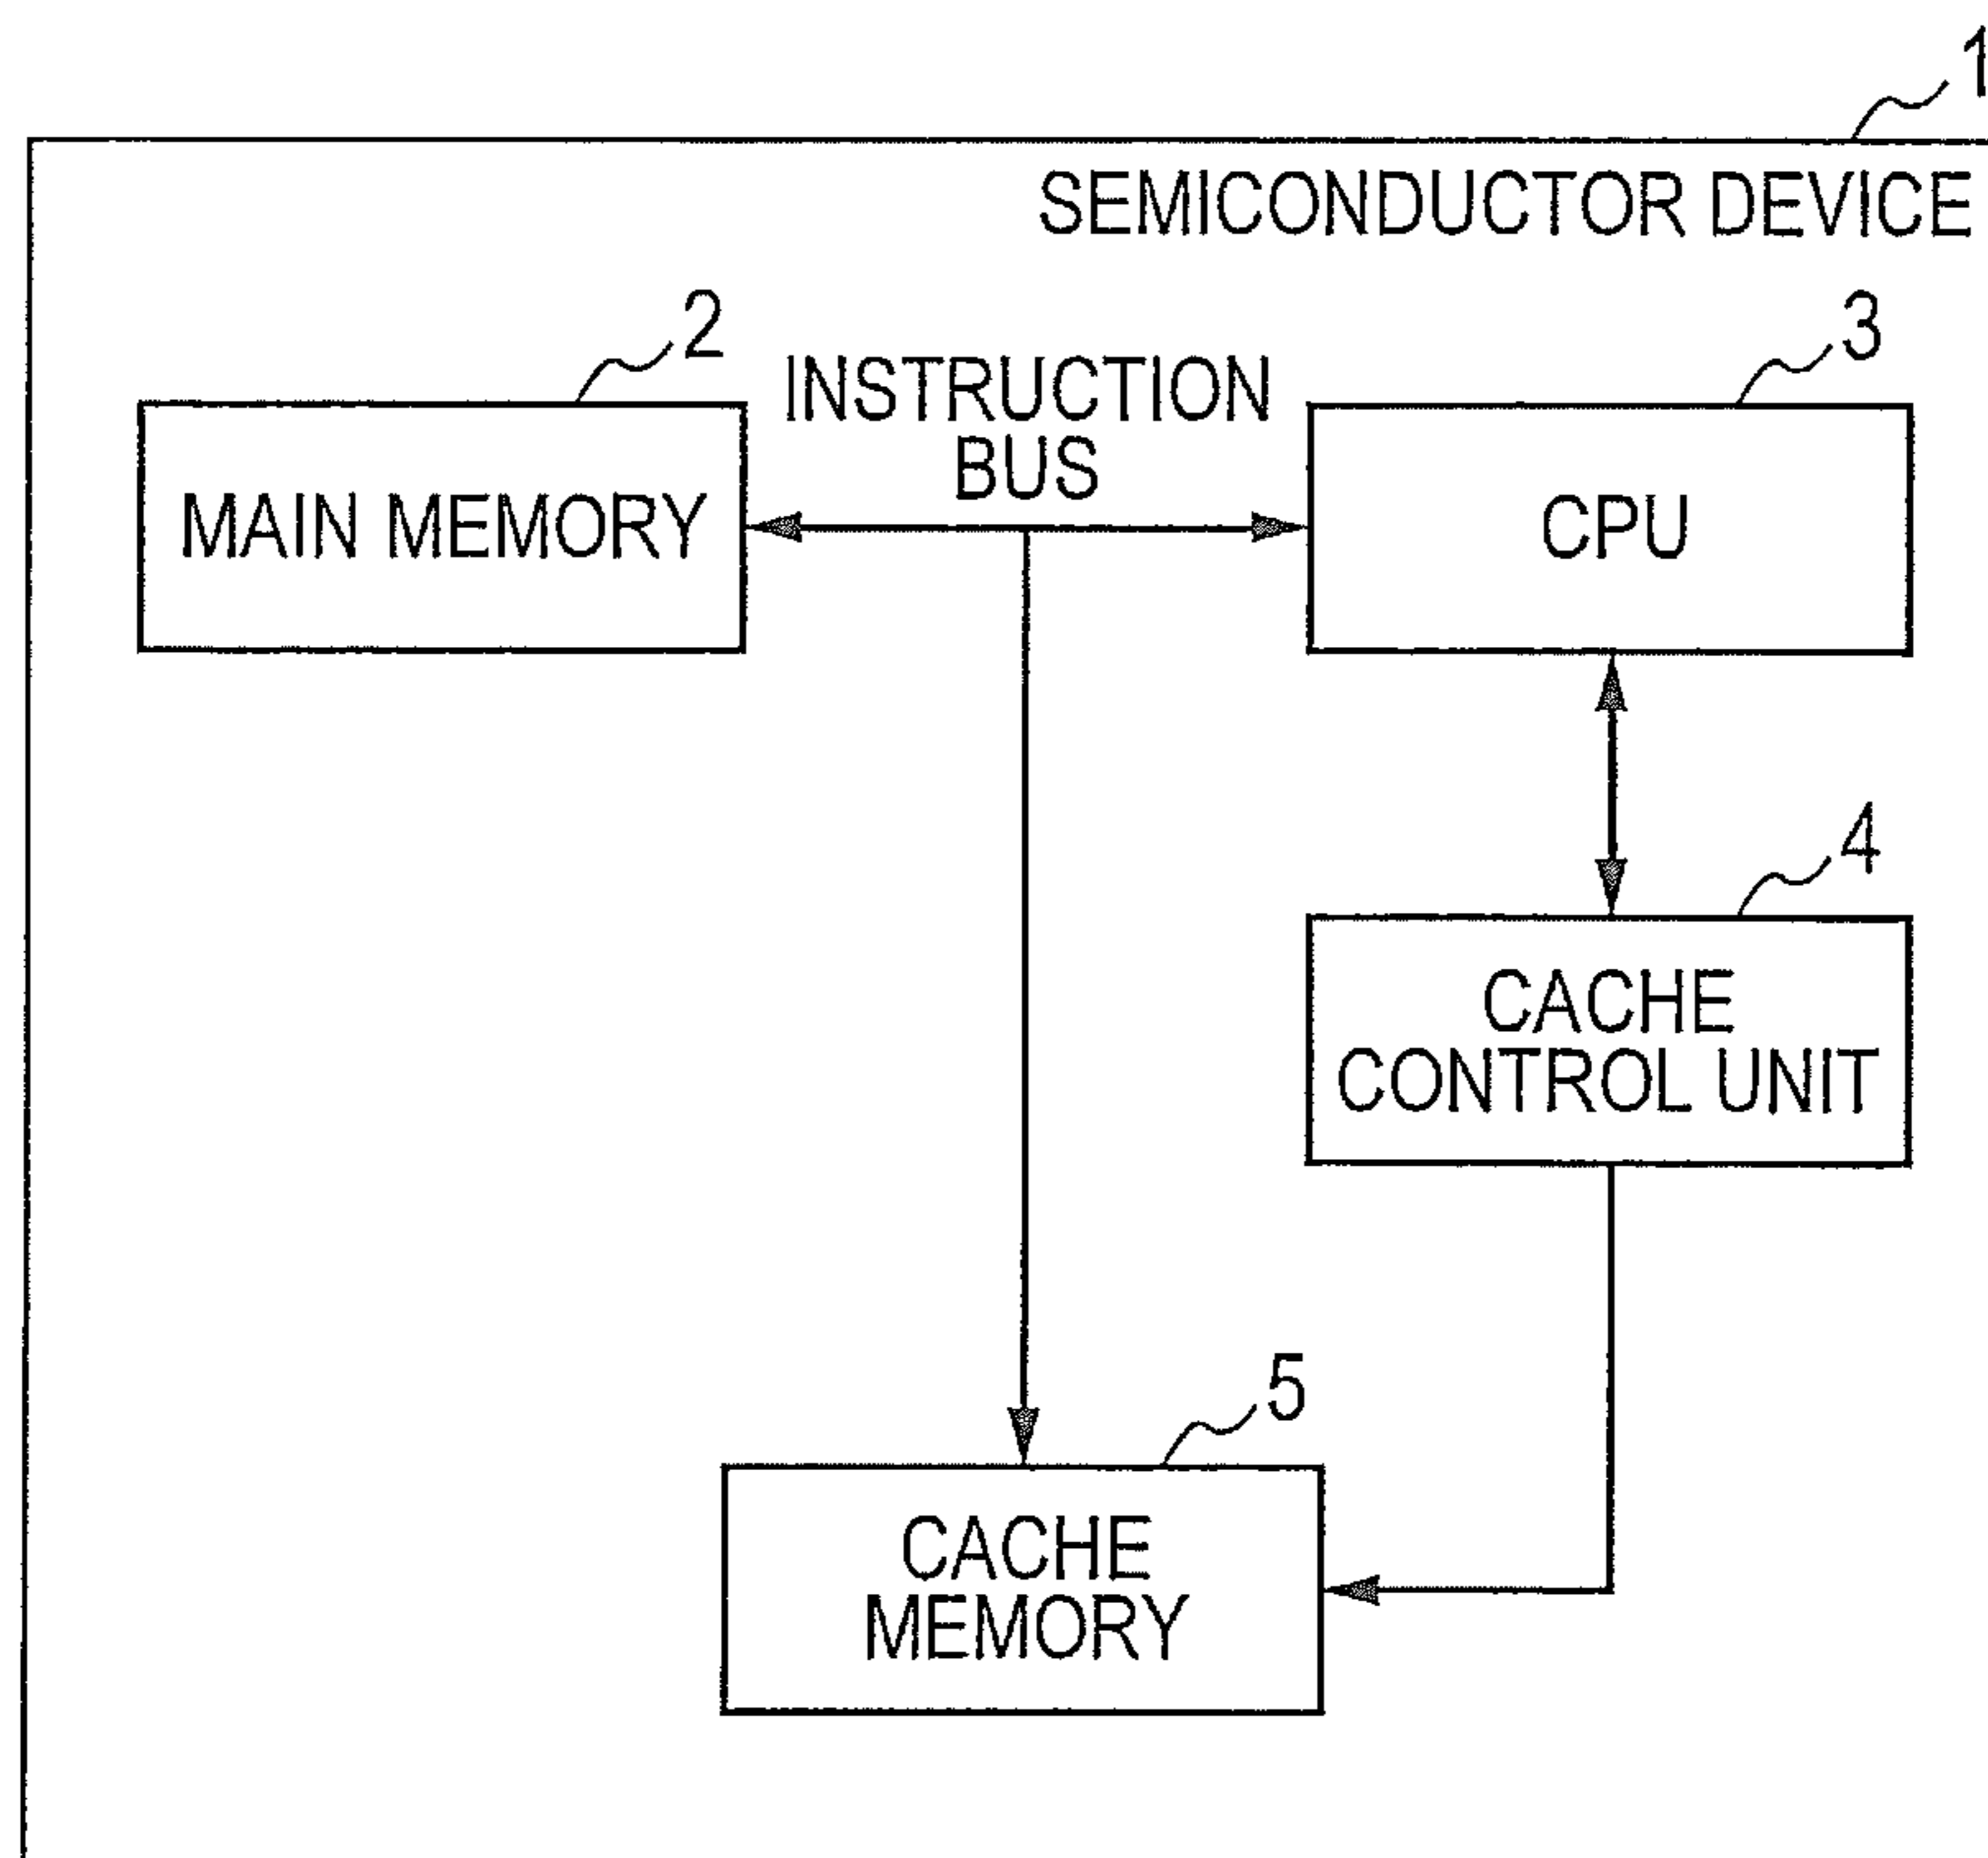 1
SEMICONDUCTOR DEVICE
2
INSTRUCTION
BUS
3
MAIN MEMORY
CPU
4
CACHE
CONTROL UNIT
5
CACHE
MEMORY